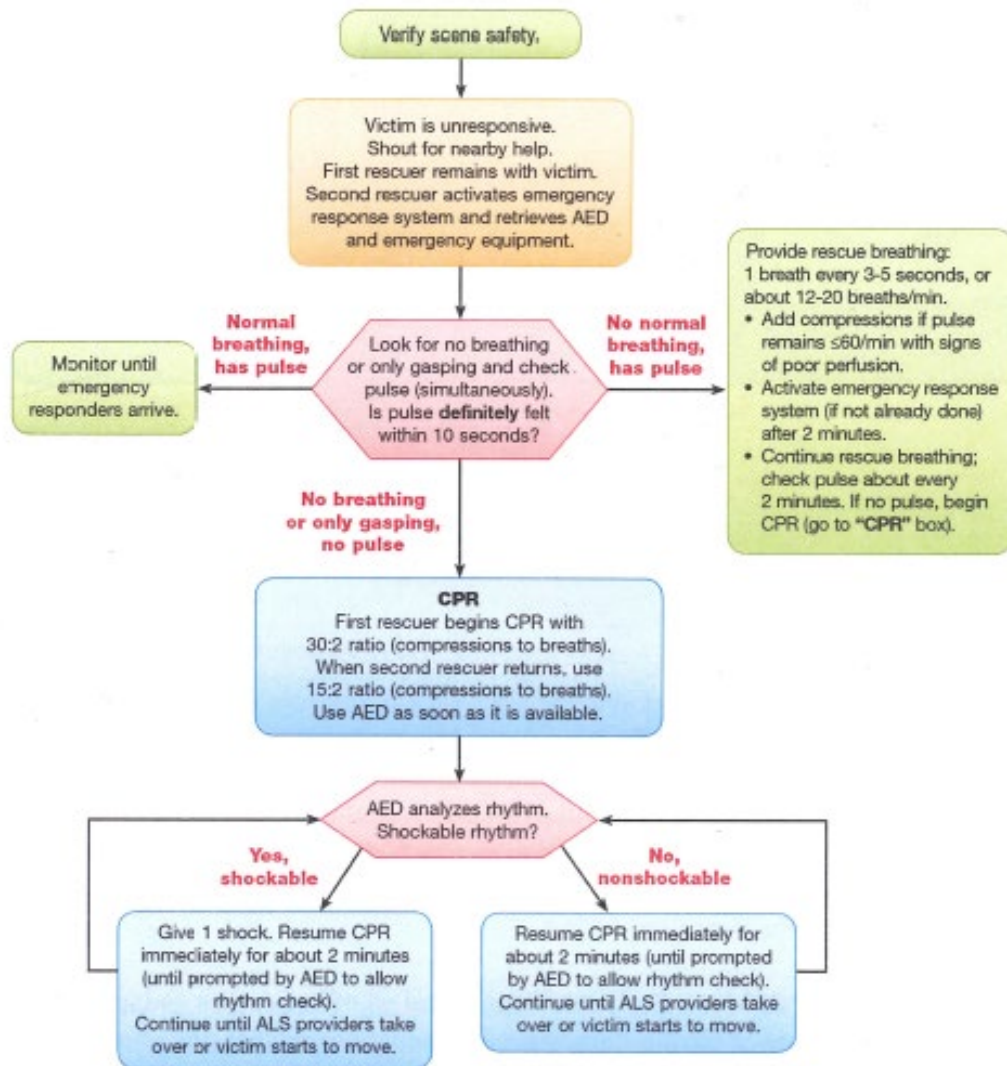 Verify scene safety.
Victim is unresponsive.
Shout for nearby help.
First rescuer remains with victim.
Second rescuer activates emergency
response system and retrieves AED
and emergency equipment.
Normal
breathing,
has pulse
Monitor until
emergency
responders arrive.
Look for no breathing
or only gasping and check
pulse (simultaneously).
Is pulse definitely felt
within 10 seconds?
No normal
breathing,
has pulse
Provide rescue breathing:
1 breath every 3-5 seconds, or
about 12-20 breaths/min.
• Add compressions if pulse
remains ≤60/min with signs
of poor perfusion.
• Activate emergency response
system (if not already done)
after 2 minutes.
• Continue rescue breathing;
check pulse about every
2 minutes. If no pulse, begin
CPR (go to “CPR” box).
No breathing
or only gasping,
no pulse
CPR
First rescuer begins CPR with
30:2 ratio (compressions to breaths).
When second rescuer returns, use
15:2 ratio (compressions to breaths).
Use AED as soon as it is available.
AED analyzes rhythm.
Shockable rhythm?
Yes,
shockable
No,
nonshockable
Give 1 shock. Resume CPR
immediately for about 2 minutes
(until prompted by AED to allow
rhythm check).
Continue until ALS providers take
over or victim starts to move.
Resume CPR immediately for
about 2 minutes (until prompted
by AED to allow rhythm check).
Continue until ALS providers take
over or victim starts to move.